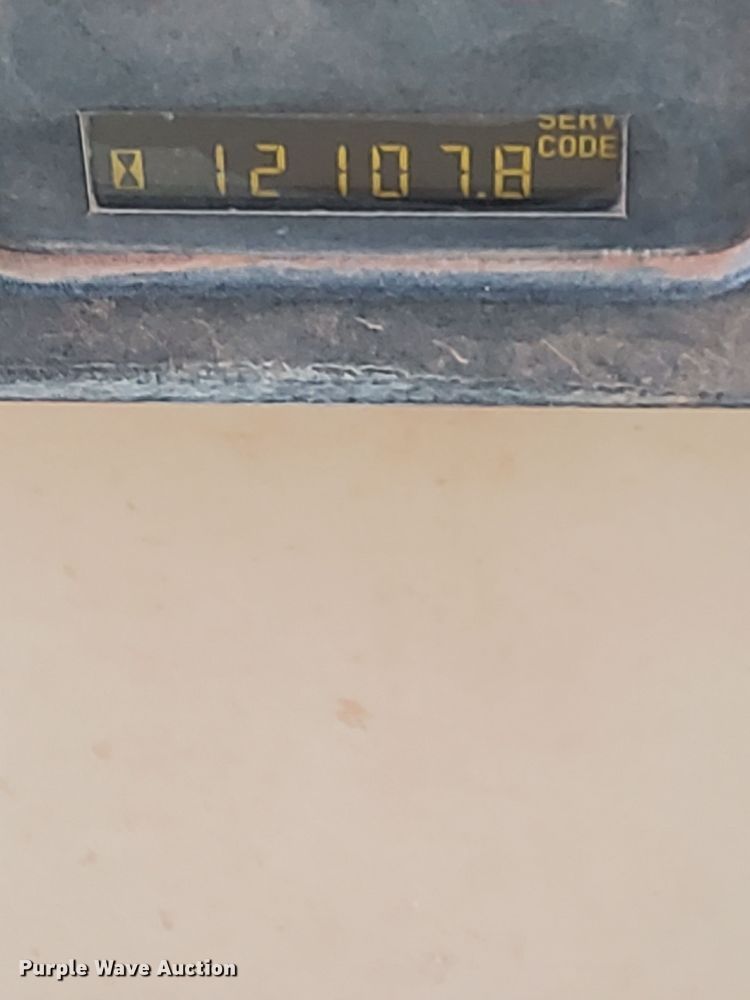 SERV
12107.8 CODE
Purple Wave Auction